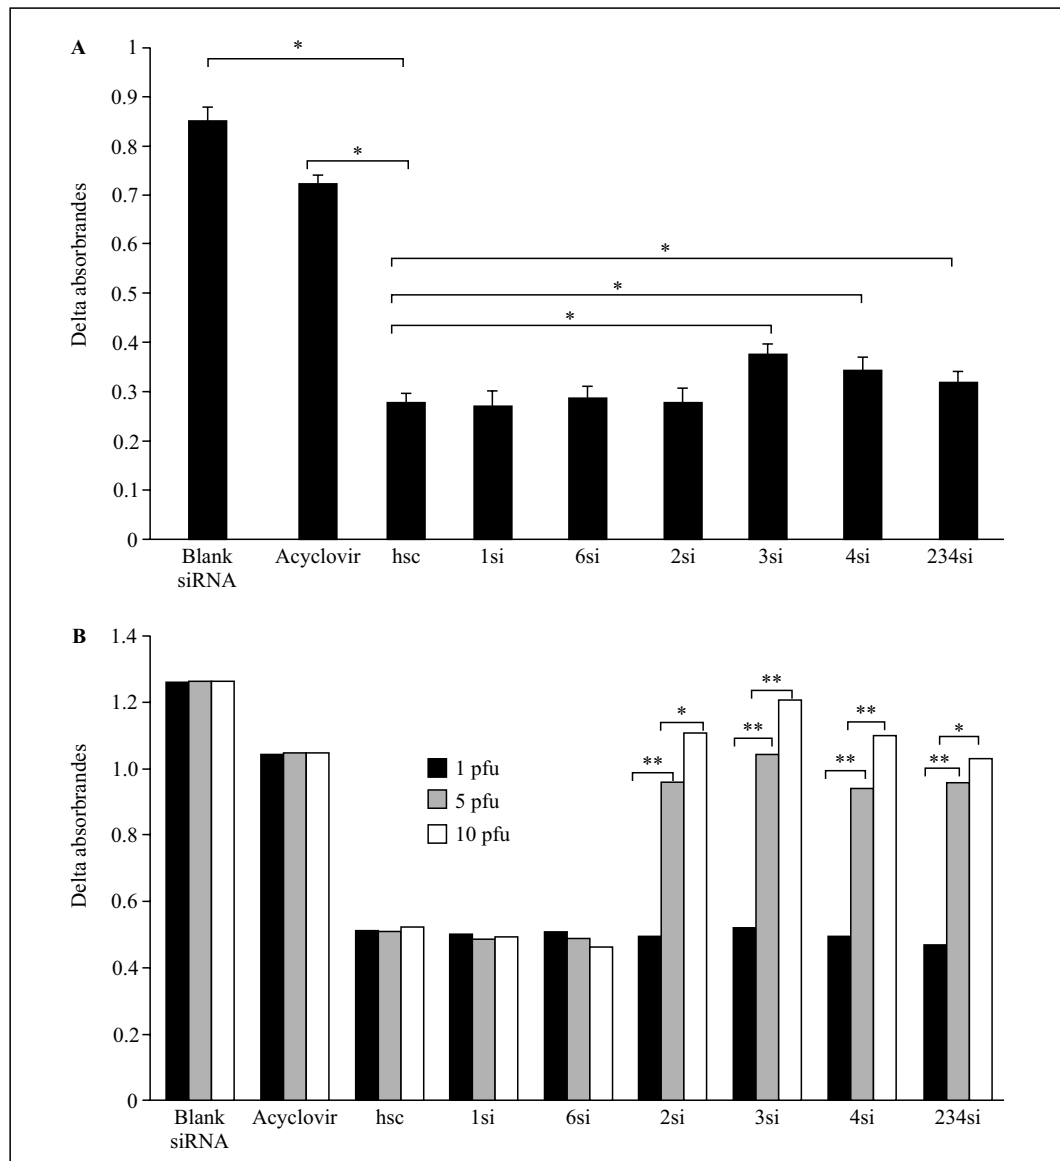 A
*
*
*
*
*
Delta absorbrandes
1
0.9
0.8
0.7
0.6
0.5
0.4
0.3
0.2
0.1
0
Blank siRNA
Acyclovir
hsc
1si
6si
2si
3si
4si
234si
B
Delta absorbrandes
1.4
1.2
1.0
0.8
0.6
0.4
0.2
0
1 pfu
5 pfu
10 pfu
**
*
**
**
**
**
**
*
Blank siRNA
Acyclovir
hsc
1si
6si
2si
3si
4si
234si